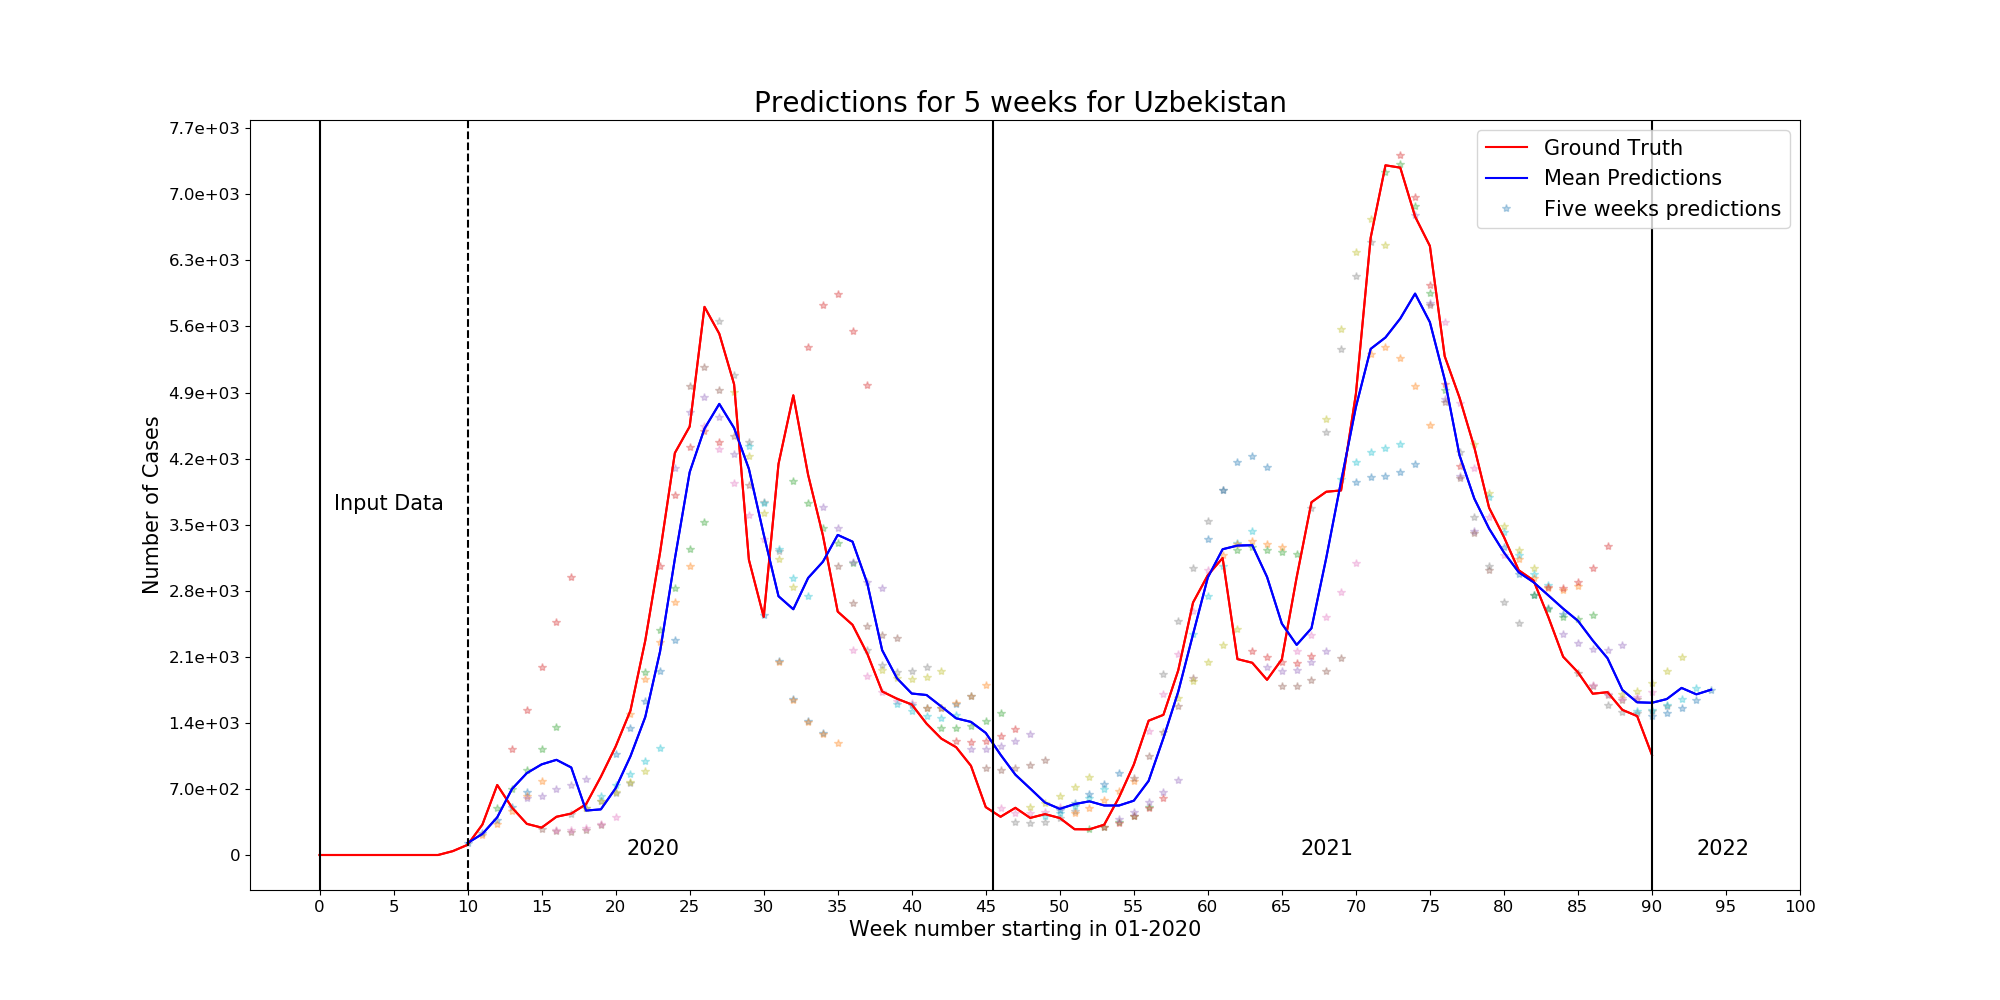 Predictions for 5 weeks for Uzbekistan
7.7e+03
7.0e+03
6.3e+03
5.6e+03
4.9e+03
4.2e+03
3.5e+03
2.8e+03
2.1e+03
1.4e+03
7.0e+02
0
Number of Cases
Ground Truth
Mean Predictions
Five weeks predictions
Input Data
2020 2021 2022
0 5 10 15 20 25 30 35 40 45 50 55 60 65 70 75 80 85 90 95 100
Week number starting in 01-2020